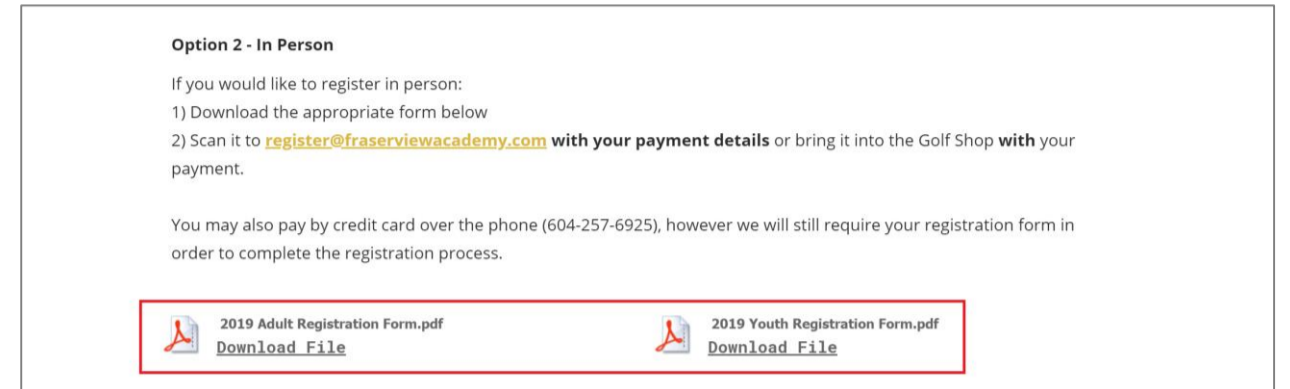 Option 2 - In Person
If you would like to register in person:
1) Download the appropriate form below
2) Scan it to register@fraserviewacademy.com with your payment details or bring it into the Golf Shop with your
payment.
You may also pay by credit card over the phone (604-257-6925), however we will still require your registration form in
order to complete the registration process.
2019 Adult Registration Form.pdf
Download File
2019 Youth Registration Form.pdf
Download File